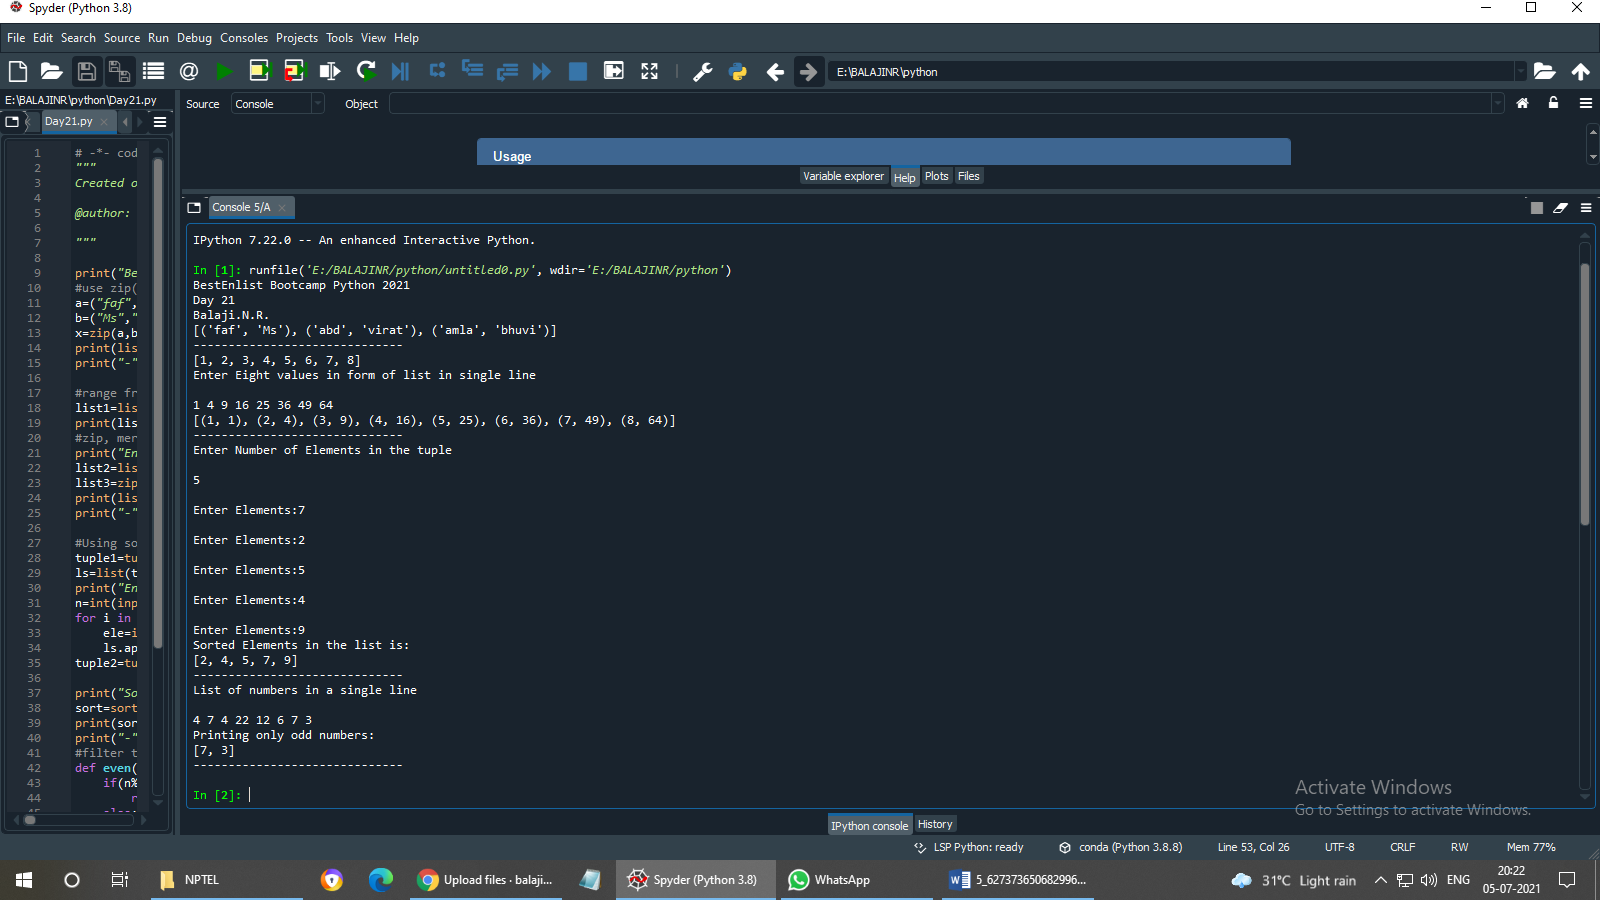 Spyder (Python 3.8)
File Edit Search Source Run Debug Consoles Projects Tools View Help
E:\BALAJINR\python
E:\BALAJINR\python\Day21.py
Source Console Object
Day21.py
Usage
Variable explorer Help Plots Files
1 # -*- cod
2 """
3 Created o
4
5 @author:
6
7 """
8
9 print("Be
10 #use zip(
11 a=("faf",
12 b=("Ms","
13 x=zip(a,b
14 print(lis
15 print("-"
16
17 #range fr
18 list1=lis
19 print(lis
20 #zip, mer
21 print("En
22 list2=lis
23 list3=zip
24 print(lis
25 print("-"
26
27 #Using so
28 tuple1=tu
29 ls=list(t
30 print("En
31 n=int(inp
32 for i in
33 ele=i
34 ls.ap
35 tuple2=tu
36
37 print("So
38 sort=sort
39 print(sor
40 print("-"
41 #filter t
42 def even(
43 if(n%
44 r
Console 5/A
IPython 7.22.0 -- An enhanced Interactive Python.
In [1]: runfile('E:/BALAJINR/python/untitled0.py', wdir='E:/BALAJINR/python')
BestEnlist Bootcamp Python 2021
Day 21
Balaji.N.R.
[('faf', 'Ms'), ('abd', 'virat'), ('amla', 'bhuvi')]
------------------------------
[1, 2, 3, 4, 5, 6, 7, 8]
Enter Eight values in form of list in single line
1 4 9 16 25 36 49 64
[(1, 1), (2, 4), (3, 9), (4, 16), (5, 25), (6, 36), (7, 49), (8, 64)]
------------------------------
Enter Number of Elements in the tuple
5
Enter Elements:7
Enter Elements:2
Enter Elements:5
Enter Elements:4
Enter Elements:9
Sorted Elements in the list is:
[2, 4, 5, 7, 9]
------------------------------
List of numbers in a single line
4 7 4 22 12 6 7 3
Printing only odd numbers:
[7, 3]
------------------------------
In [2]:
Activate Windows
Go to Settings to activate Windows.
IPython console History
LSP Python: ready conda (Python 3.8.8) Line 53, Col 26 UTF-8 CRLF RW Mem 77%
NPTEL Upload files · balaji... Spyder (Python 3.8) WhatsApp 5_627373650682996... 31°C Light rain ENG 20:22
05-07-2021